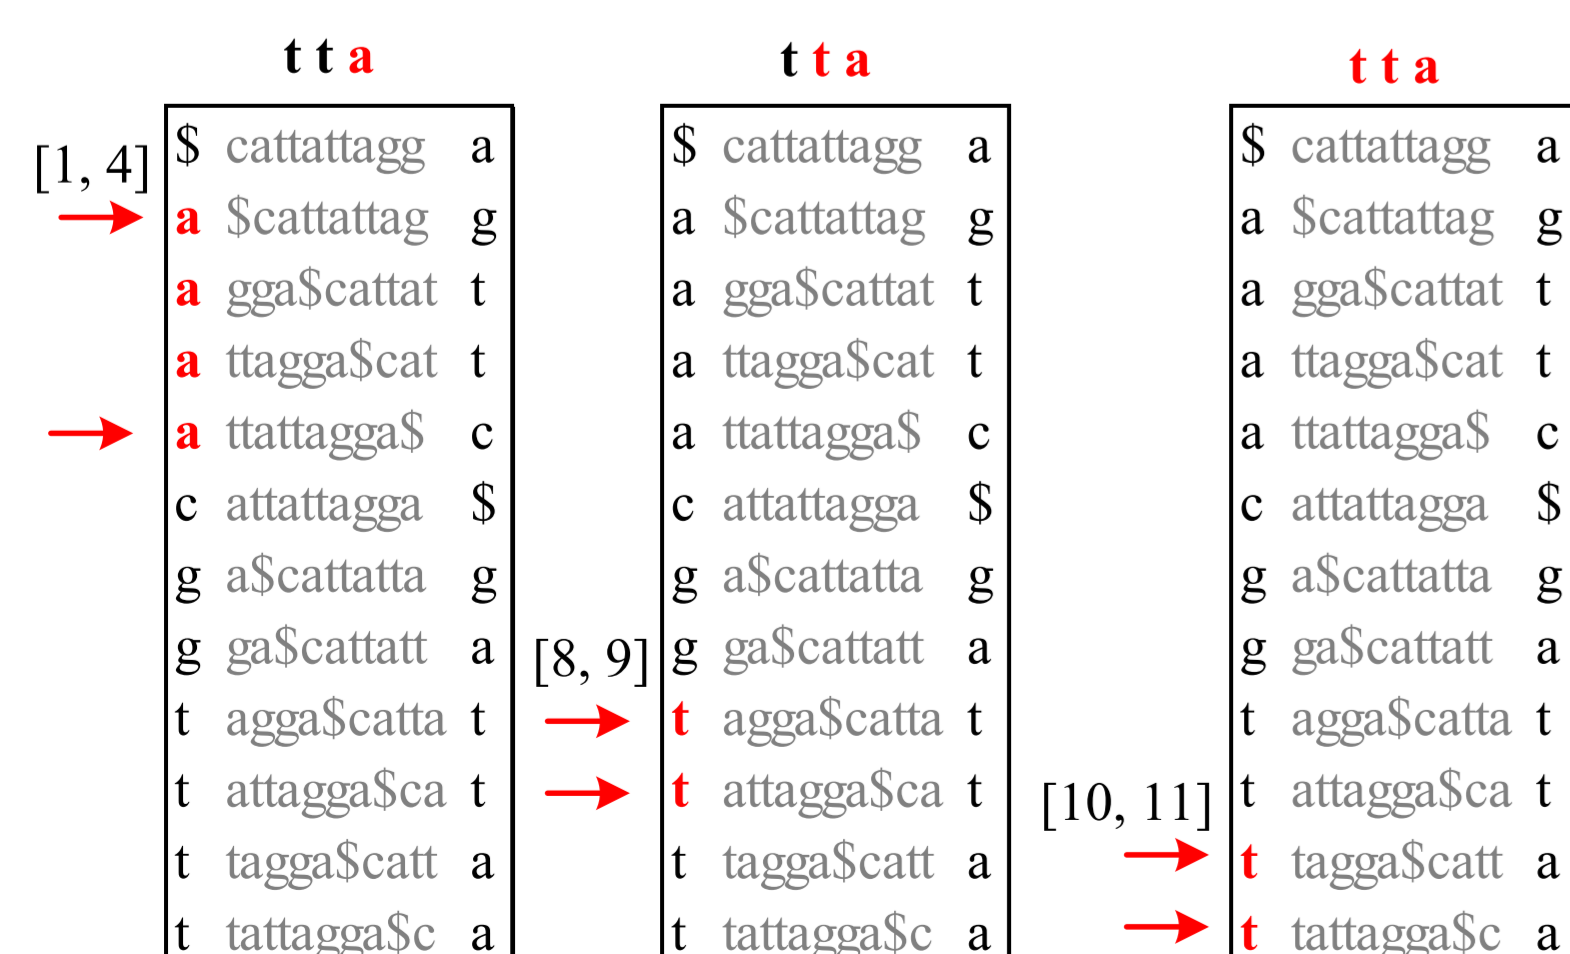 t t a t t a t t a
$ cattattagg a $ cattattagg a $ cattattagg a
[1, 4]
a $cattattag g a $cattattag g a $cattattag g
a gga$cattat t a gga$cattat t a gga$cattat t
a ttagga$cat t a ttagga$cat t a ttagga$cat t
a ttattagga$ c a ttattagga$ c a ttattagga$ c
c attattagga $ c attattagga $ c attattagga $
g a$cattatta g g a$cattatta g g a$cattatta g
g ga$cattatt a [8, 9] g ga$cattatt a g ga$cattatt a
t agga$catta t t agga$catta t t agga$catta t
t attagga$ca t t attagga$ca t [10, 11] t attagga$ca t
t tagga$catt a t tagga$catt a t tagga$catt a
t tattagga$c a t tattagga$c a t tattagga$c a